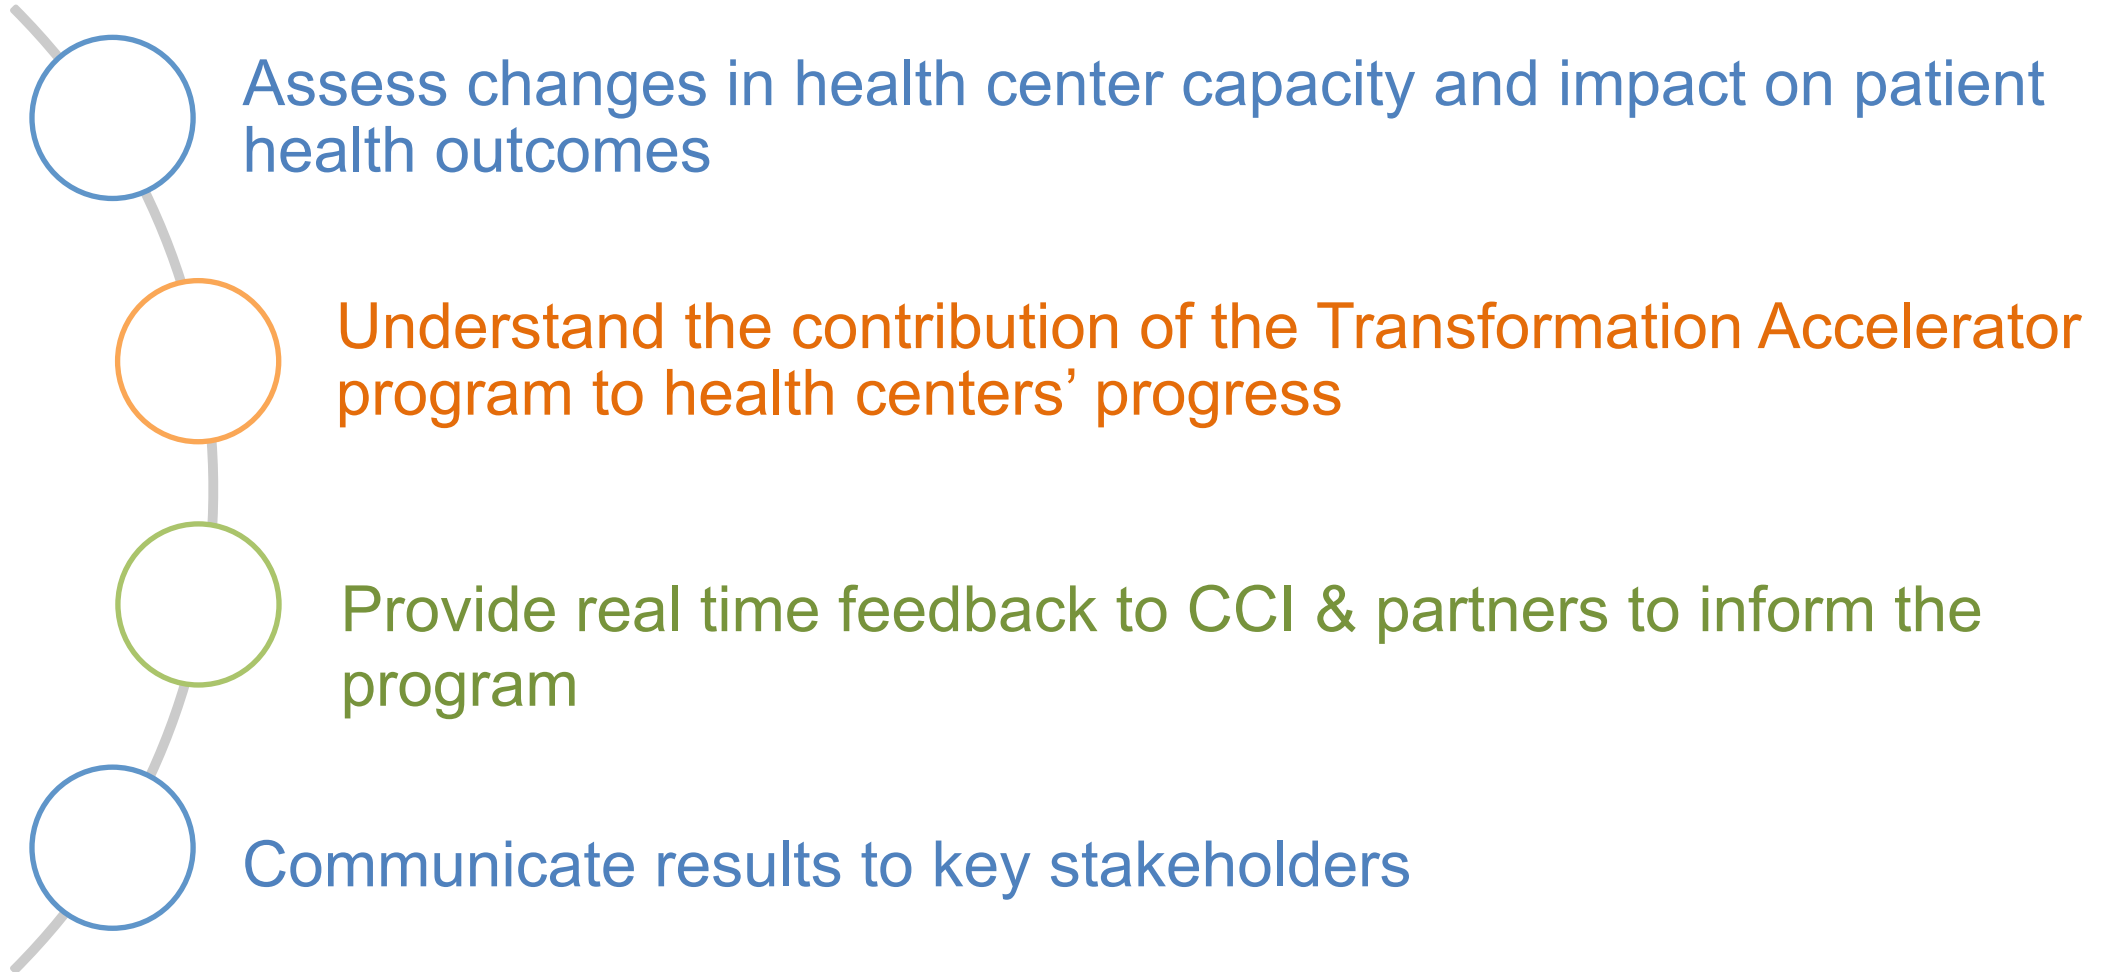 Assess changes in health center capacity and impact on patient
health outcomes
Understand the contribution of the Transformation Accelerator
program to health centers’ progress
Provide real time feedback to CCI & partners to inform the
program
Communicate results to key stakeholders